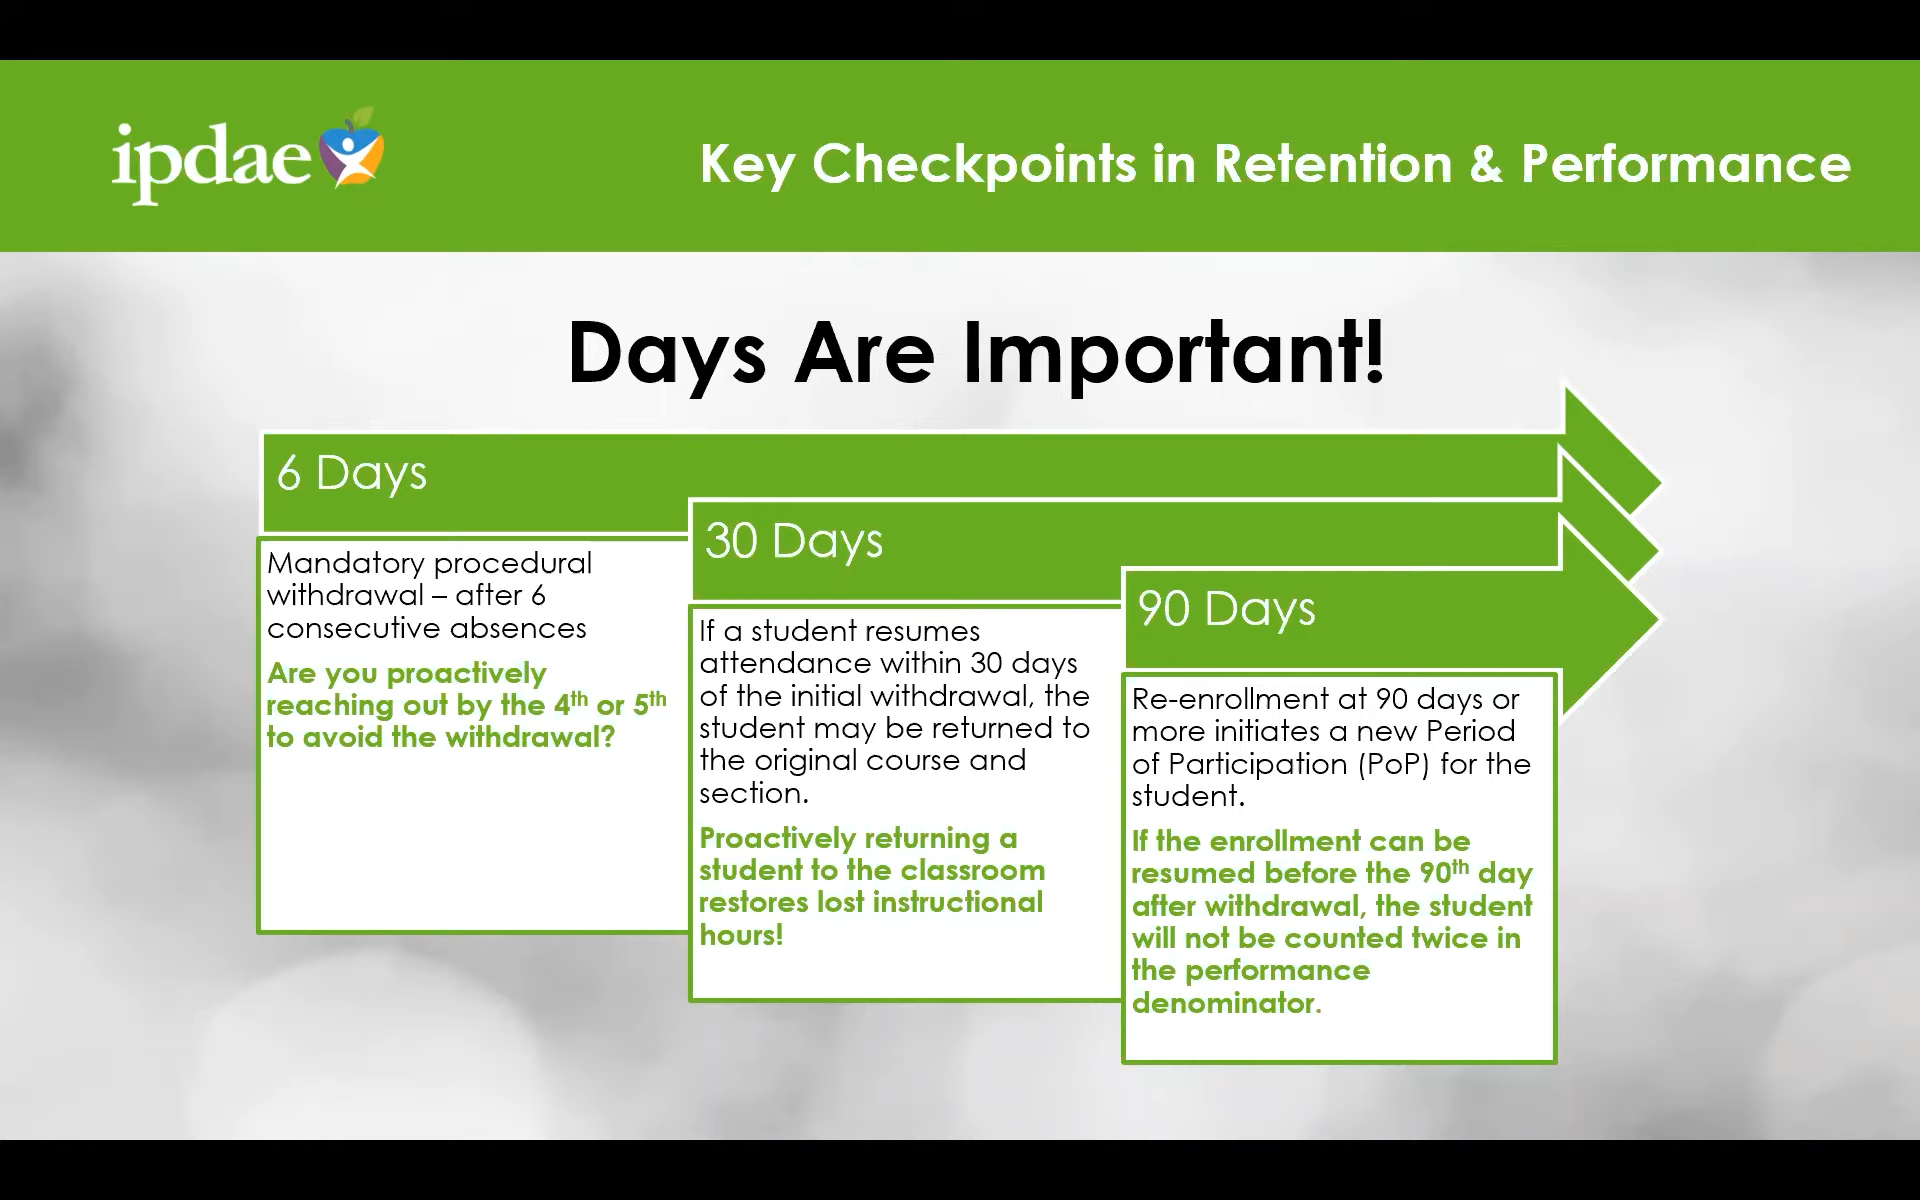 ipdae
Key Checkpoints in Retention & Performance
Days Are Important!
6 Days
Mandatory procedural
withdrawal – after 6
consecutive absences
Are you proactively
reaching out by the 4th or 5th
to avoid the withdrawal?
30 Days
If a student resumes
attendance within 30 days
of the initial withdrawal, the
student may be returned to
the original course and
section.
Proactively returning a
student to the classroom
restores lost instructional
hours!
90 Days
Re-enrollment at 90 days or
more initiates a new Period
of Participation (PoP) for the
student.
If the enrollment can be
resumed before the 90th day
after withdrawal, the student
will not be counted twice in
the performance
denominator.